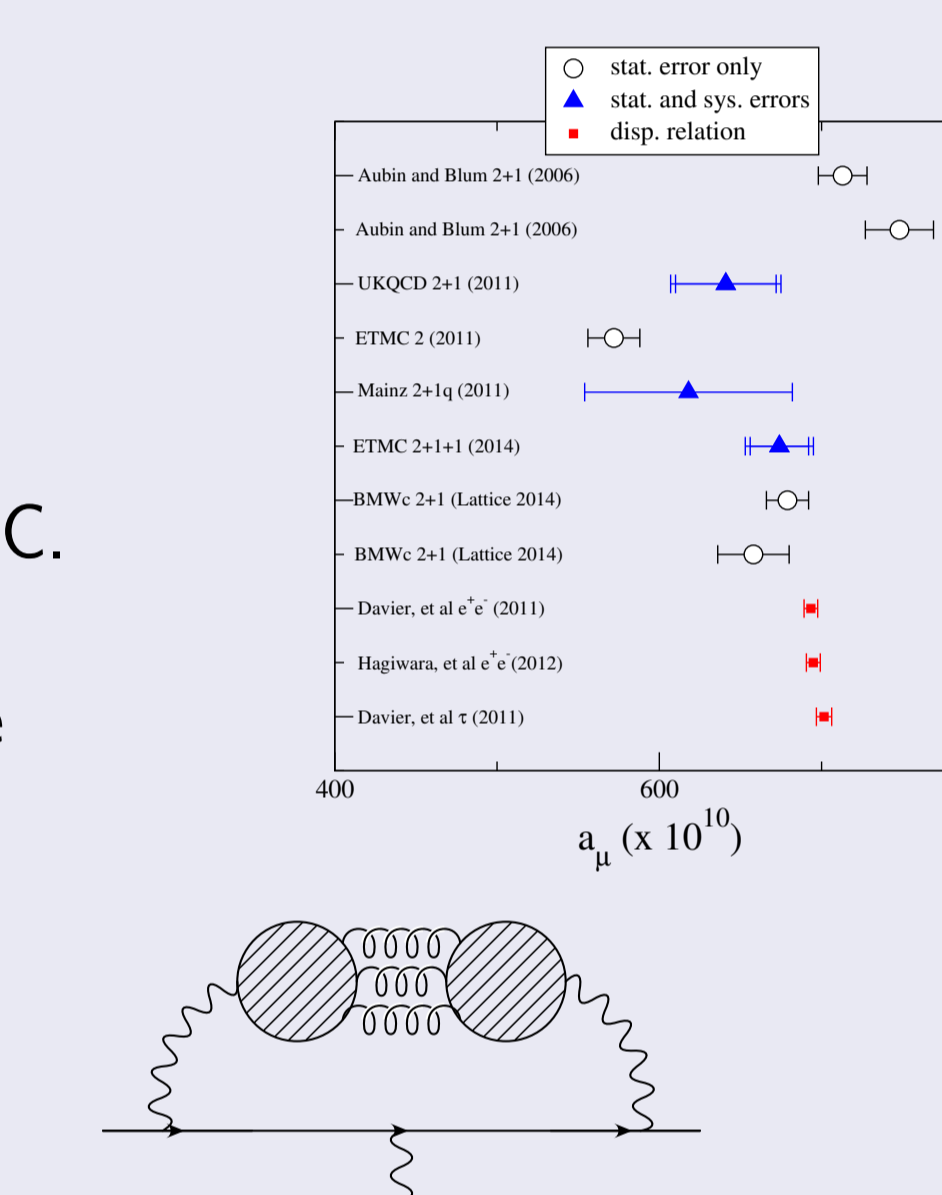 stat. error only
stat. and sys. errors
disp. relation
Aubin and Blum 2+1 (2006)
Aubin and Blum 2+1 (2006)
UKQCD 2+1 (2011)
ETMC 2 (2011)
Mainz 2+1q (2011)
ETMC 2+1+1 (2014)
BMWc 2+1 (Lattice 2014)
C.
BMWc 2+1 (Lattice 2014)
Davier, et al e⁺e⁻ (2011)
Hagiwara, et al e⁺e⁻(2012)
Davier, et al τ (2011)
400 600
aμ (x 10¹⁰)